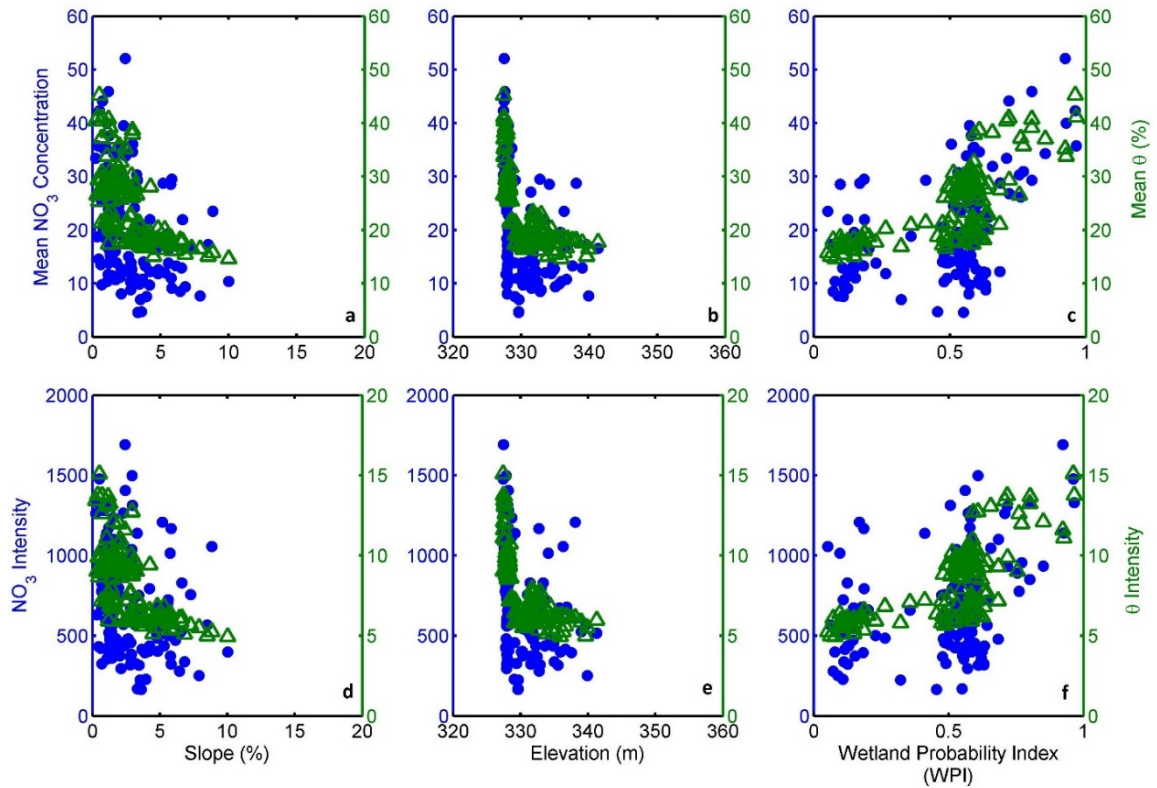 60 60 60 60 60 60
50 50 50 50 50 50
40 40 40 40 40 40
30 30 30 30 30 30
20 20 20 20 20 20
10 10 10 10 10 10
0 0 0 0 0 0
Mean NO3 Concentration
Mean θ (%)
a b c
0 5 10 15 20
320 330 340 350 360
0 0.5 1
2000 20 2000 20 2000 20
1500 15 1500 15 1500 15
1000 10 1000 10 1000 10
500 5 500 5 500 5
0 0 0 0 0 0
NO3 Intensity
θ Intensity
d e f
0 5 10 15 20
320 330 340 350 360
0 0.5 1
Slope (%)
Elevation (m)
Wetland Probability Index
(WPI)